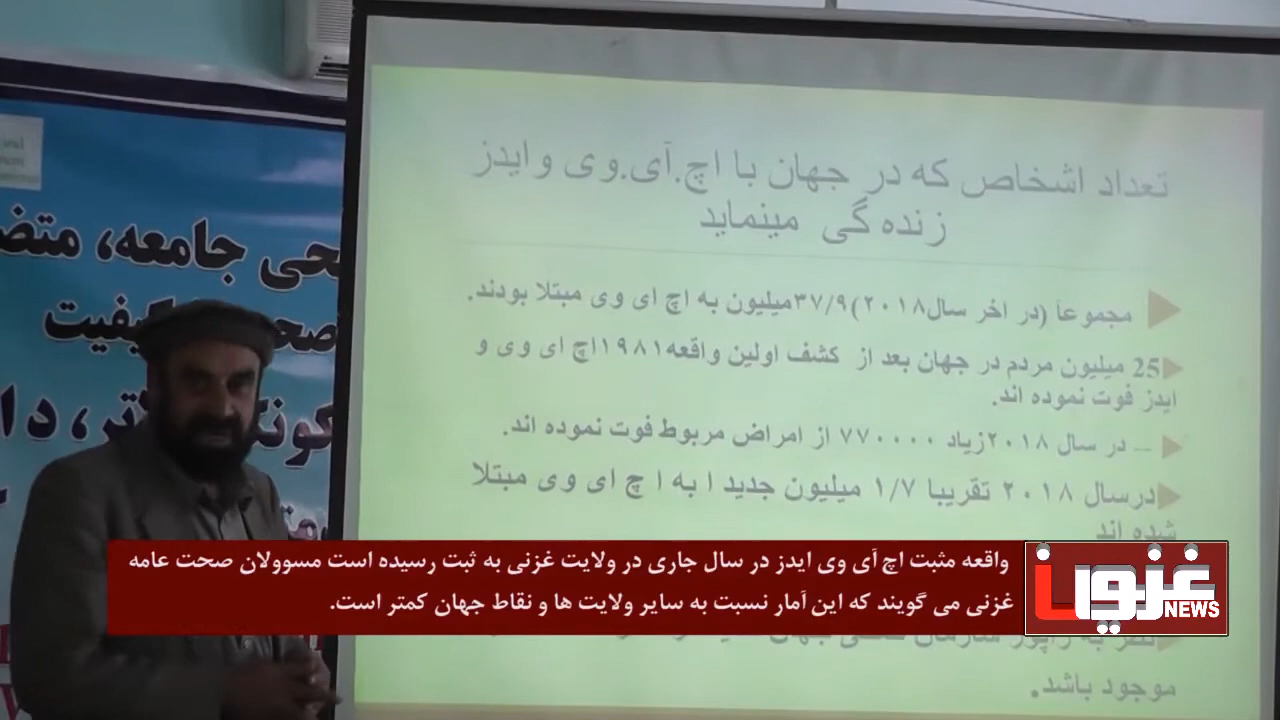 تعداد اشخاص که در جهان با اچ.آی.وی وایدز
زنده گی مینماید
مجموعاً (در اخر سال۲۰۱۸)۳۷/۹میلیون به اچ ای وی مبتلا بودند.
25 میلیون مردم در جهان بعد از کشف اولین واقعه۱۹۸۱اچ ای وی و
ایدز فوت نموده اند.
... در سال ۲۰۱۸زیاد ۷۷۰۰۰۰ از امراض مربوط فوت نموده اند.
درسال ۲۰۱۸ تقریبا ۱/۷ میلیون جدید ا به ا چ ای وی مبتلا
شده اند
موجود باشد.
جامعه،
کیفیت
واقعه مثبت اچ آی وی ایدز در سال جاری در ولایت غزنی به ثبت رسیده است مسوولان صحت عامه
غزنی می گویند که این آمار نسبت به سایر ولایت ها و نقاط جهان کمتر است.
NEWS